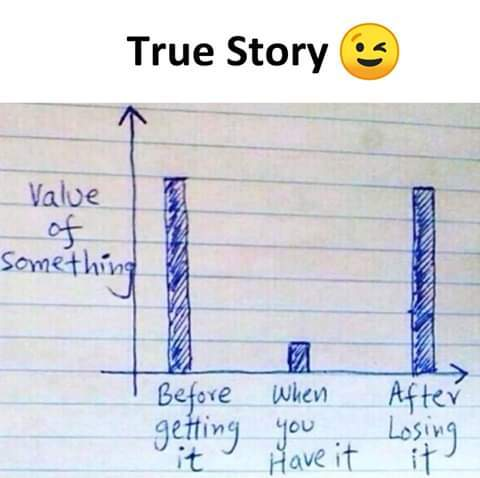 True Story 😉
Value
of
something
Before
getting
it
When
you
Have it
After
Losing
it